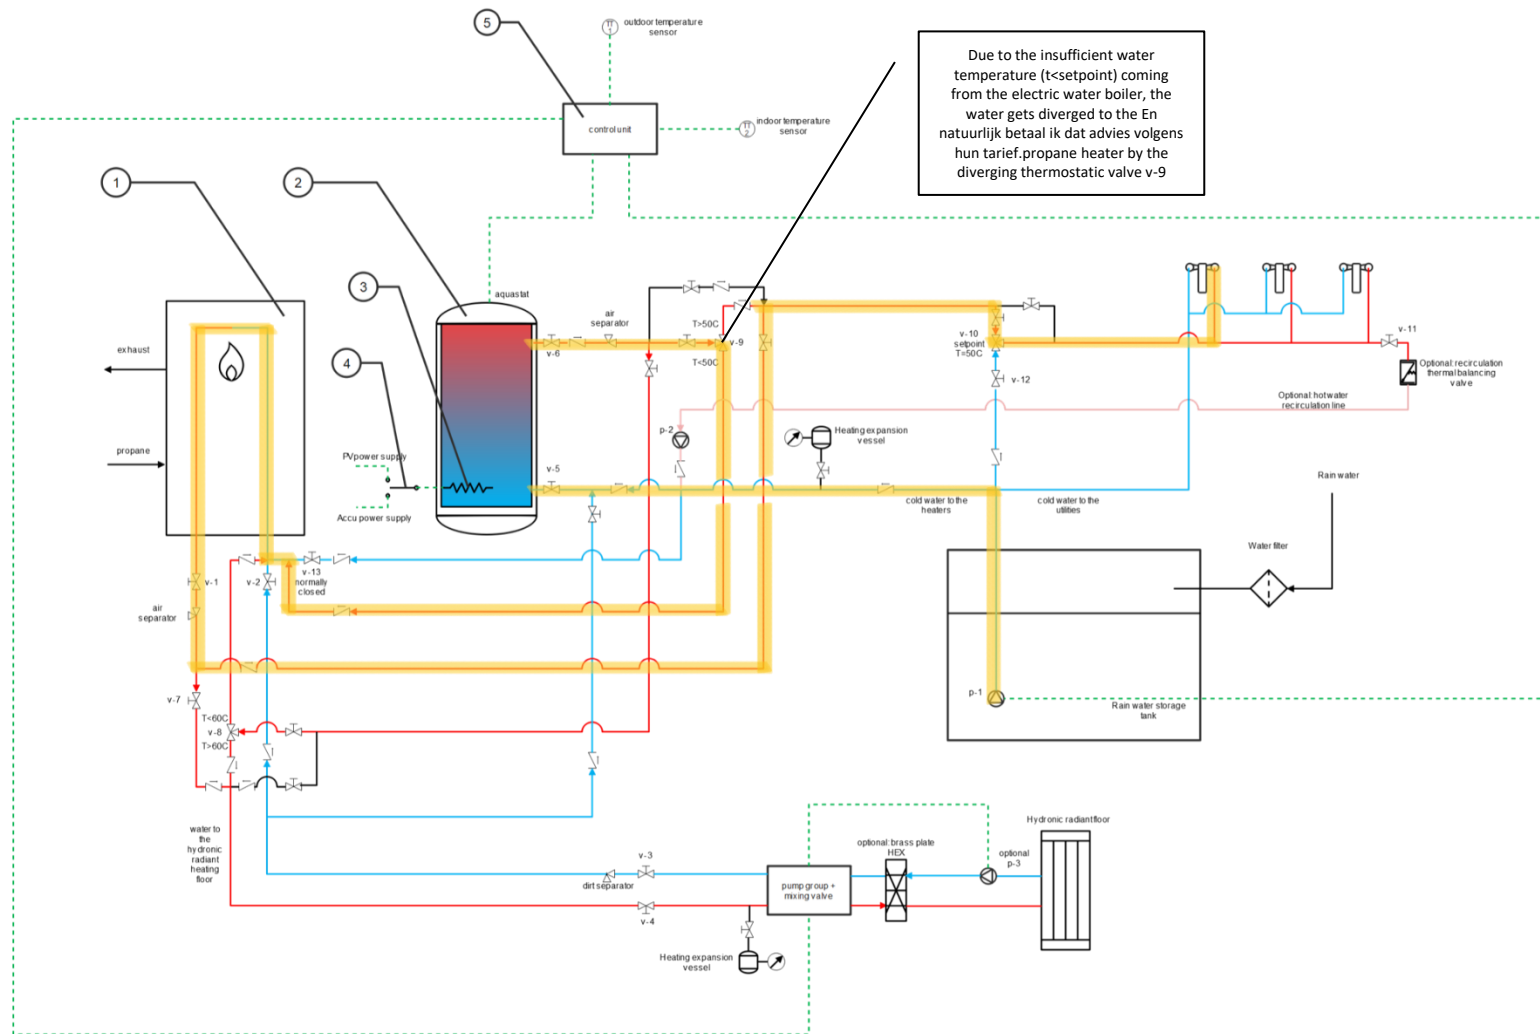 5
outdoor temperature
sensor
TT
1
Due to the insufficient water
temperature (t<setpoint) coming
from the electric water boiler, the
water gets diverged to the En
natuurlijk betaal ik dat advies volgens
hun tarief.propane heater by the
diverging thermostatic valve v-9
control unit
TT
2
indoor temperature
sensor
1
2
3
4
aquastat
air
separator
T>50C
v-9
T<50C
v-6
v-10
setpoint
T=50C
v-12
v-11
Optional: recirculation
thermal balancing
valve
Optional: hot water
recirculation line
exhaust
propane
PV power supply
Accu power supply
p-2
Heating expansion
vessel
v-5
cold water to the
heaters
cold water to the
utilities
Rain water
Water filter
v-1
v-2
v-13
normally
closed
air
separator
v-7
T<60C
v-8
T>60C
p-1
Rain water storage
tank
water to
the
hydronic
radiant
heating
floor
v-3
dirt separator
v-4
pump group +
mixing valve
optional: brass plate
HEX
optional
p-3
Hydronic radiant floor
Heating expansion
vessel